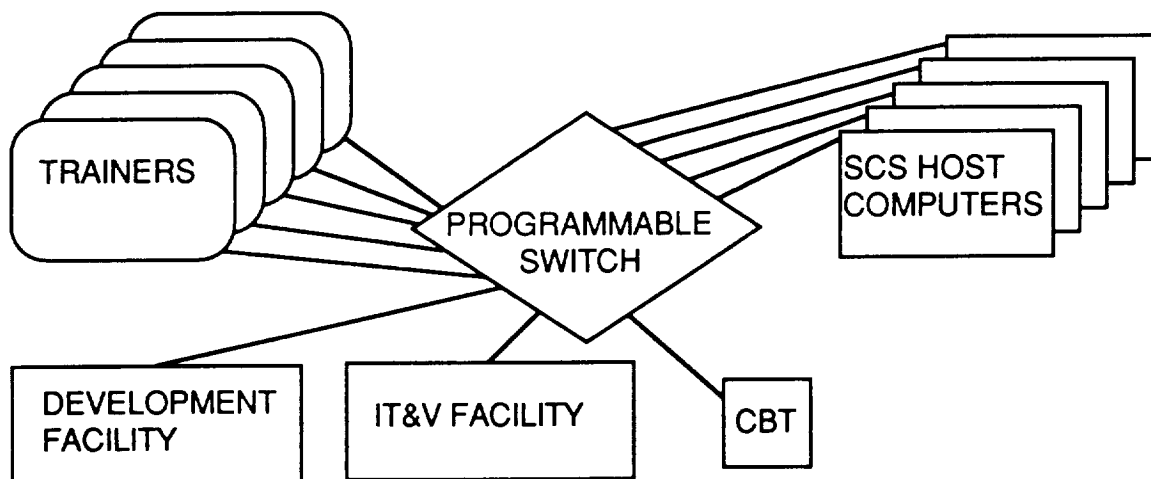 TRAINERS
PROGRAMMABLE
SWITCH
SCS HOST
COMPUTERS
DEVELOPMENT
FACILITY
IT&V FACILITY
CBT